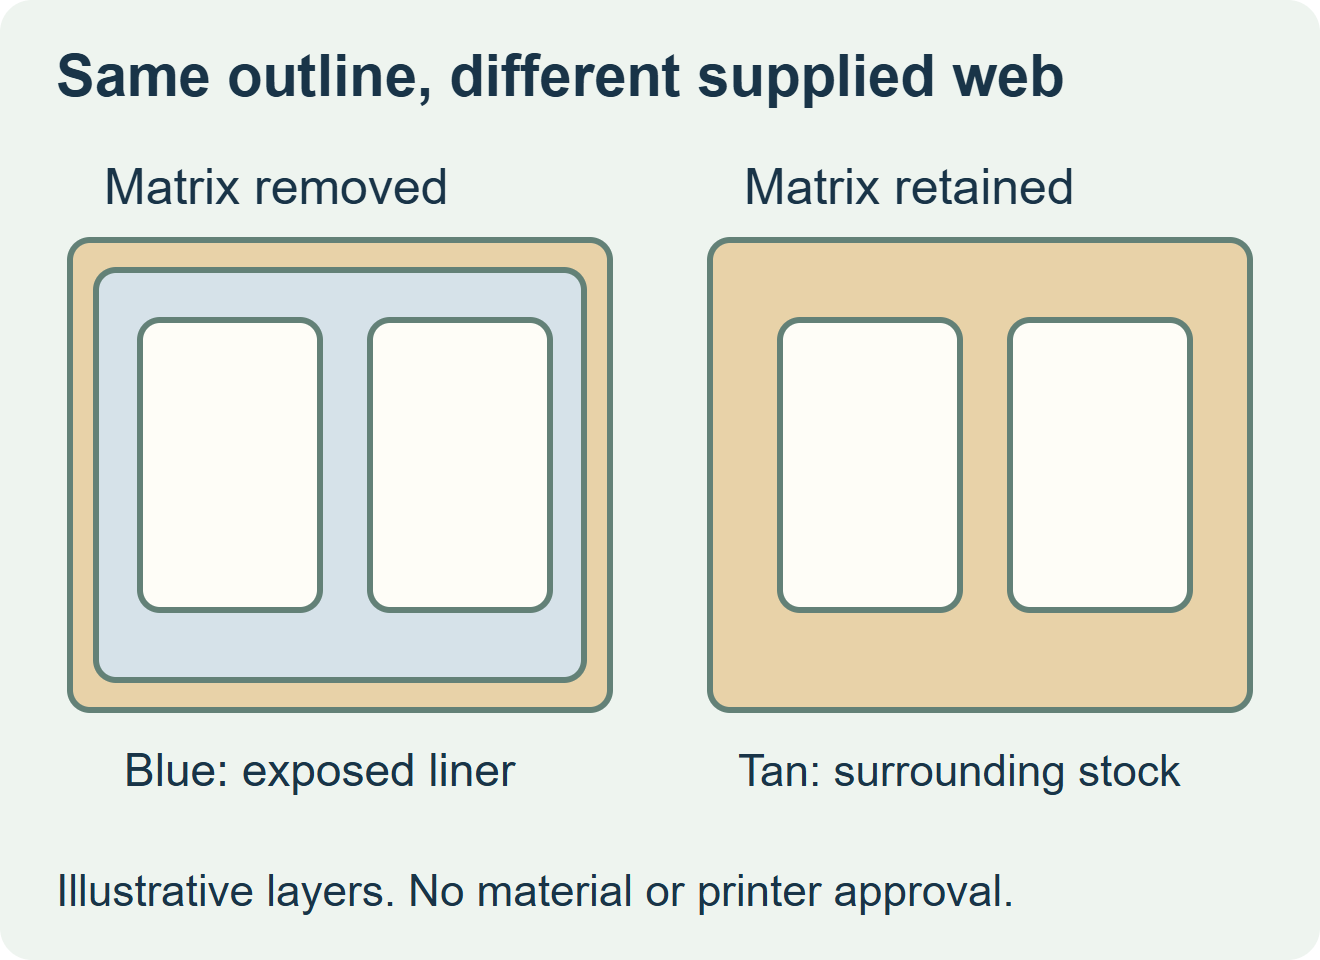 Same outline, different supplied web
Matrix removed
Matrix retained
Blue: exposed liner
Tan: surrounding stock
Illustrative layers. No material or printer approval.